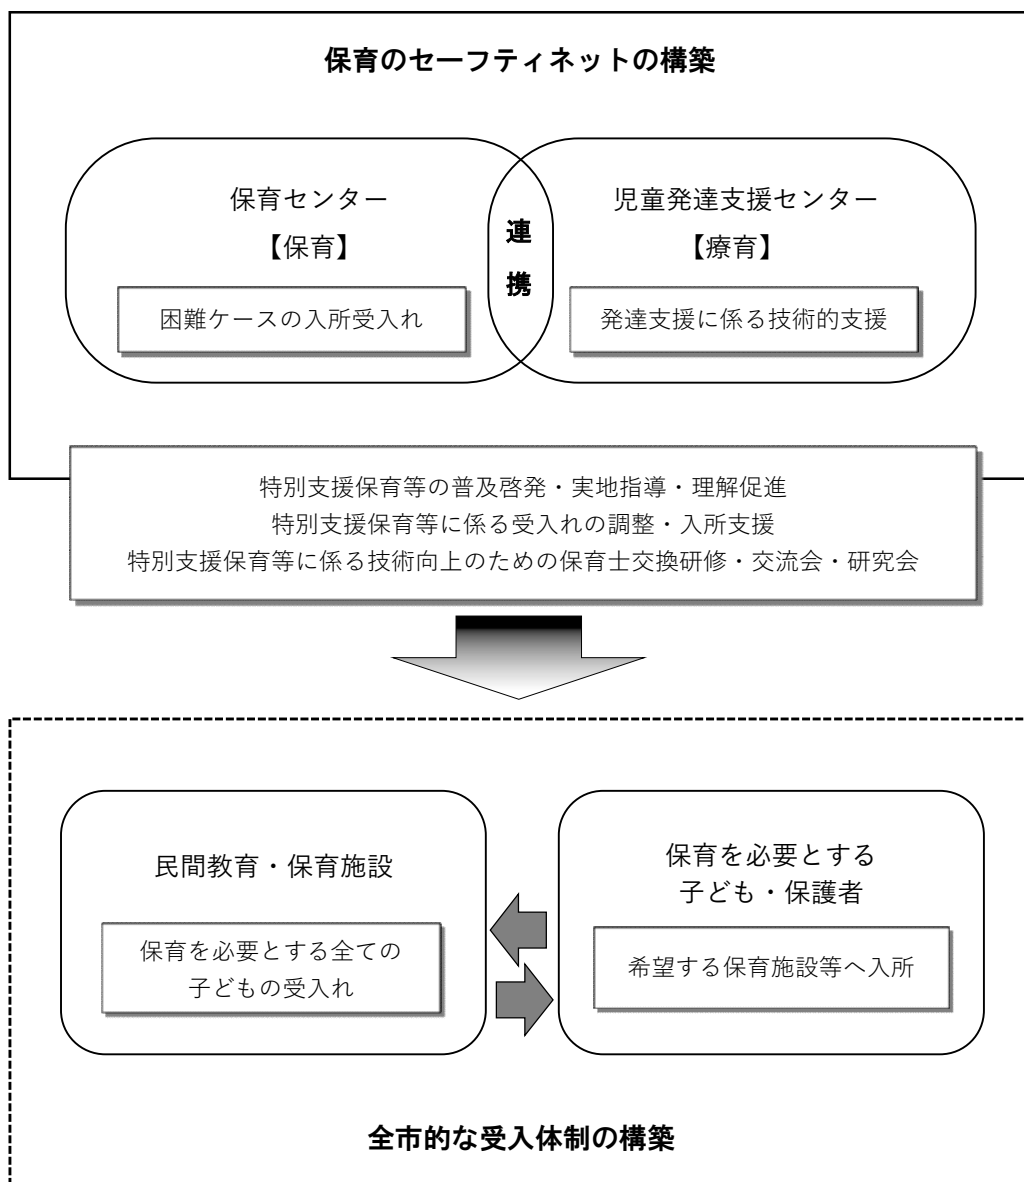 保育のセーフティネットの構築
保育センター
【保育】
困難ケースの入所受入れ
連
携
児童発達支援センター
【療育】
発達支援に係る技術的支援
特別支援保育等の普及啓発・実地指導・理解促進
特別支援保育等に係る受入れの調整・入所支援
特別支援保育等に係る技術向上のための保育士交換研修・交流会・研究会
民間教育・保育施設
保育を必要とする全ての
子どもの受入れ
保育を必要とする
子ども・保護者
希望する保育施設等へ入所
全市的な受入体制の構築